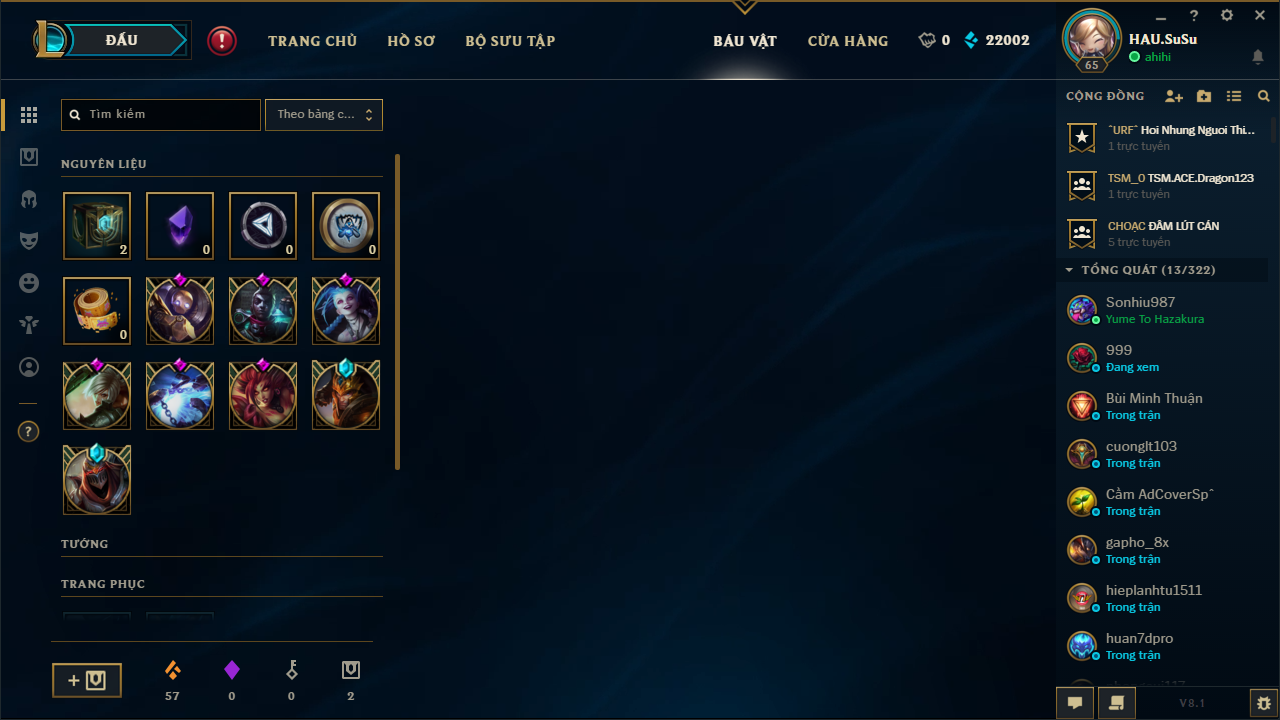 ĐẤU
TRANG CHỦ
HỒ SƠ
BỘ SƯU TẬP
BÁU VẬT
CỬA HÀNG
0
22002
65
HAU.SuSu
ahihi
Tìm kiếm
Theo bảng c...
NGUYÊN LIỆU
2
0
0
0
0
TƯỚNG
TRANG PHỤC
57
0
0
2
CỘNG ĐỒNG
ˆURFˆ Hoi Nhung Nguoi Thi...
1 trực tuyến
TSM_0 TSM.ACE.Dragon123
1 trực tuyến
CHOẠC ĐÂM LÚT CÁN
5 trực tuyến
TỔNG QUÁT (13/322)
Sonhiu987
Yume To Hazakura
999
Đang xem
Bùi Minh Thuận
Trong trận
cuonglt103
Trong trận
Cầm AdCoverSpˆ
Trong trận
gapho_8x
Trong trận
hieplanhtu1511
Trong trận
huan7dpro
Trong trận
V8.1